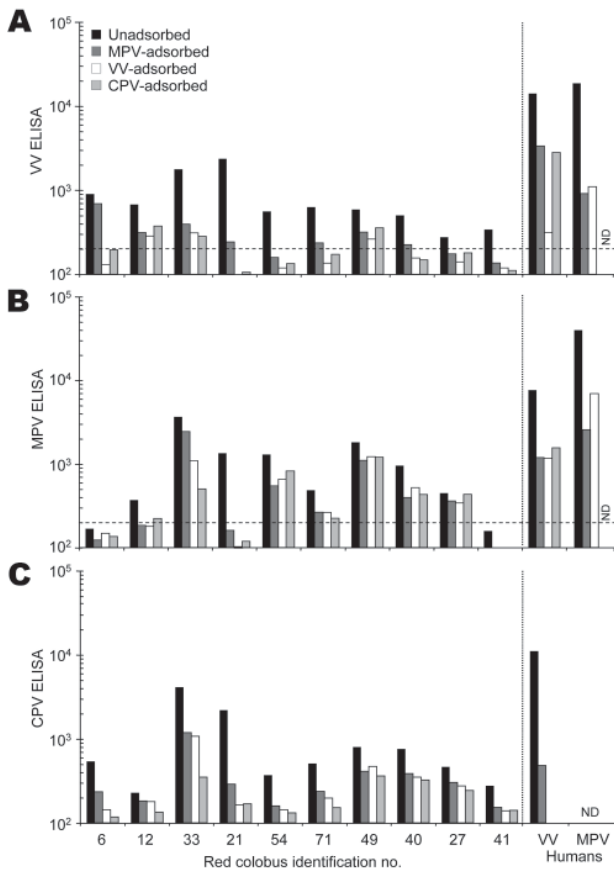 A
10⁵
Unadsorbed
MPV-adsorbed
VV-adsorbed
CPV-adsorbed
10⁴
VV ELISA
10³
ND
10²
B
10⁵
10⁴
MPV ELISA
10³
ND
10²
C
10⁵
10⁴
CPV ELISA
10³
ND
10²
6 12 33 21 54 71 49 40 27 41 VV MPV
Red colobus identification no. Humans